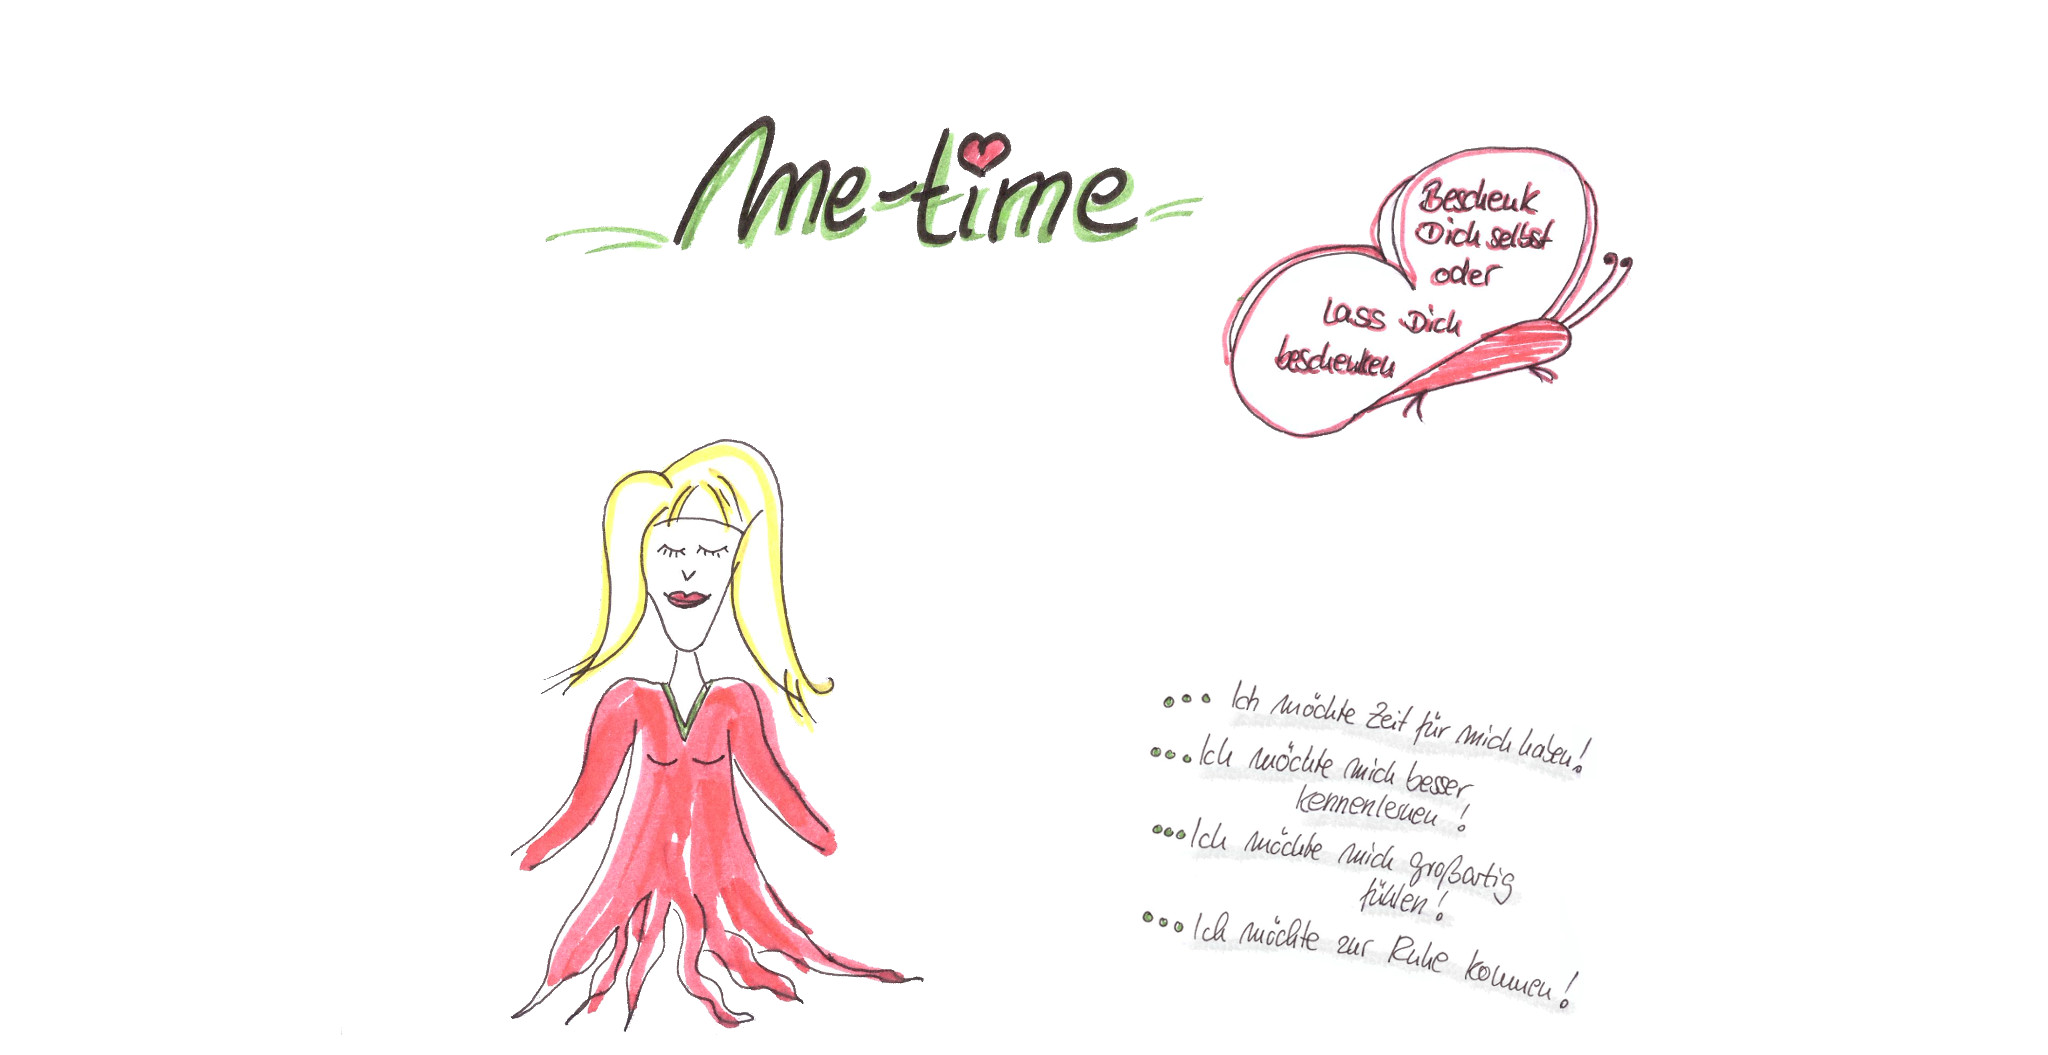 me-time
Beschenk
Dich selbst
oder
Lass Dich
beschenken
... Ich möchte Zeit für mich haben!
... Ich möchte mich besser
kennenlernen!
... Ich möchte mich großartig
fühlen!
... Ich möchte zur Ruhe kommen!